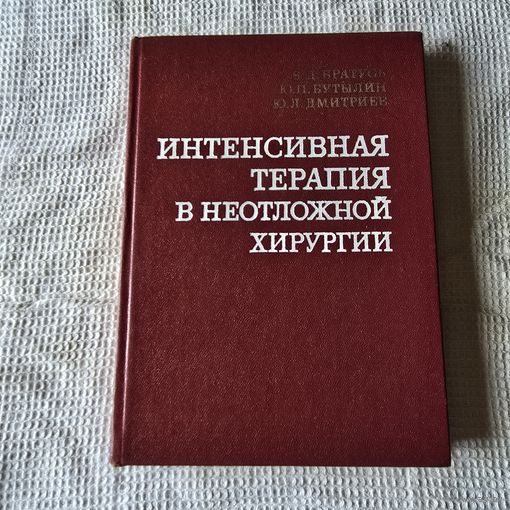 В. Д. БРАТУСЬ
Ю. П. БУТЫЛИН
Ю. Л. ДМИТРИЕВ
ИНТЕНСИВНАЯ
ТЕРАПИЯ
В НЕОТЛОЖНОЙ
ХИРУРГИИ